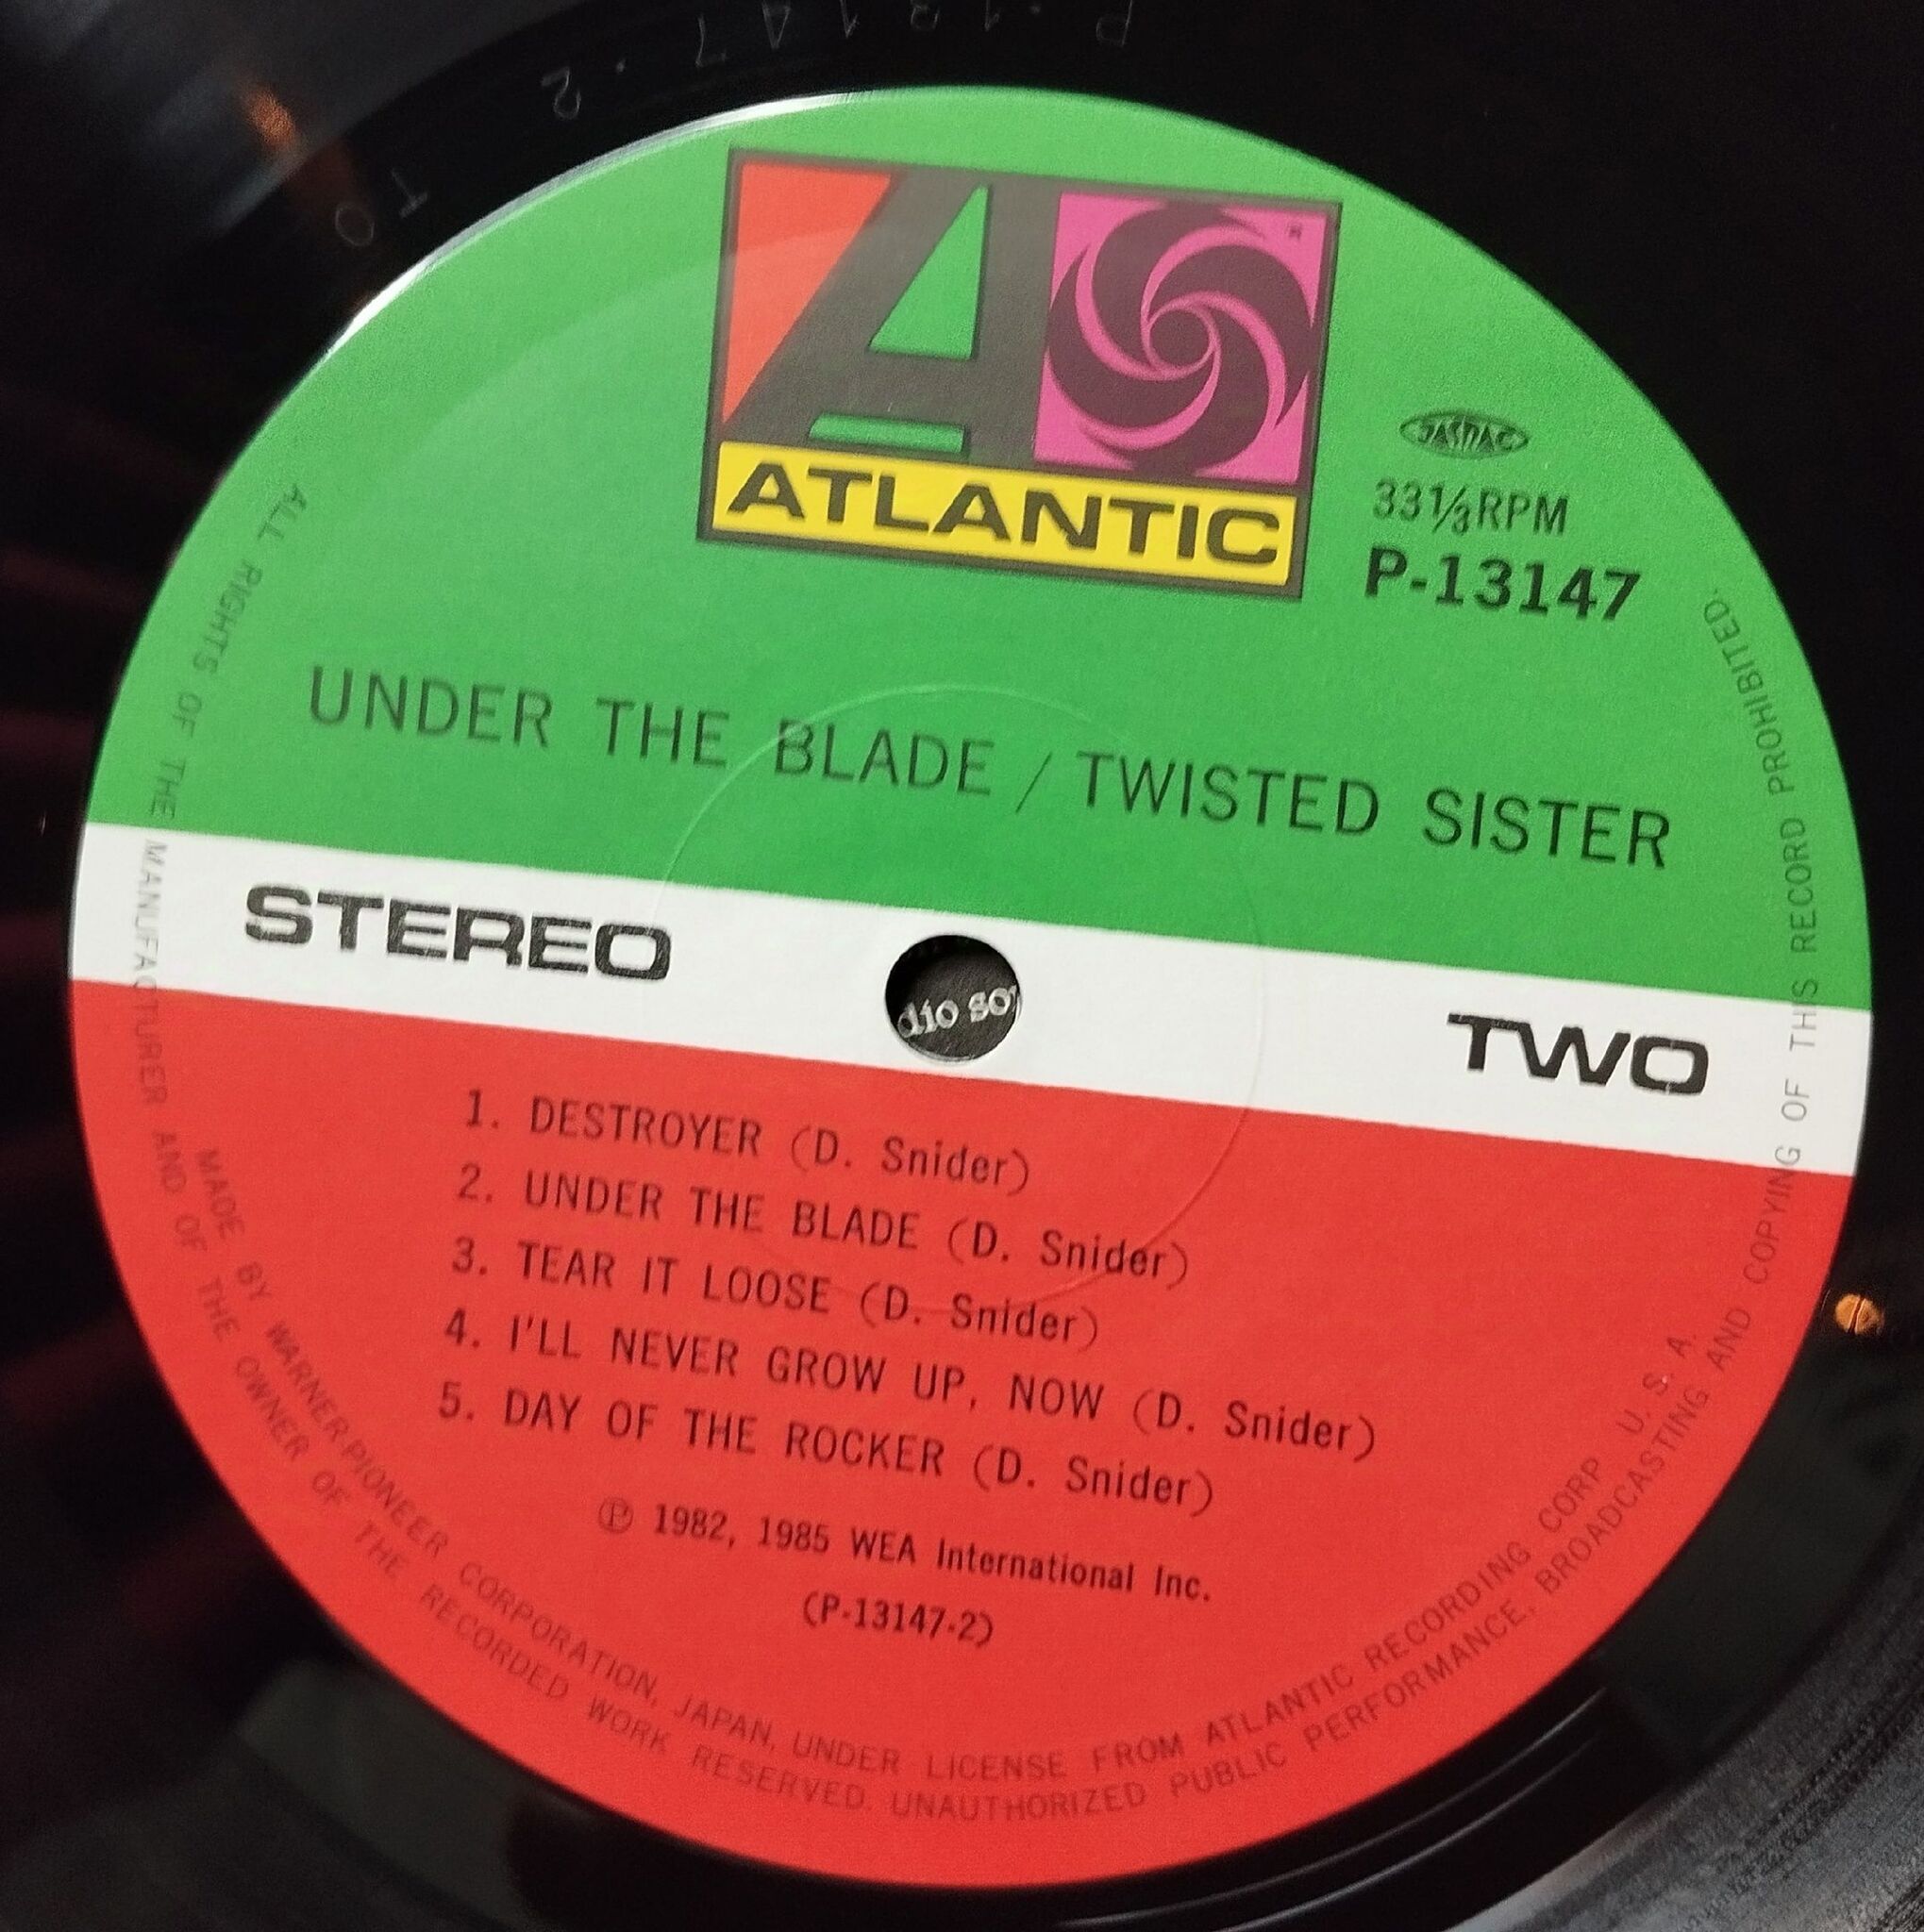 P-13147-2
T O
ATLANTIC
JASRAC
33⅓RPM
P-13147
UNDER THE BLADE / TWISTED SISTER
STEREO
TWO
dio so
1. DESTROYER (D. Snider)
2. UNDER THE BLADE (D. Snider)
3. TEAR IT LOOSE (D. Snider)
4. I'LL NEVER GROW UP, NOW (D. Snider)
5. DAY OF THE ROCKER (D. Snider)
℗ 1982, 1985 WEA International Inc.
(P-13147-2)
MADE BY WARNER-PIONEER CORPORATION, JAPAN, UNDER LICENSE FROM ATLANTIC RECORDING CORP U. S. A.
ALL RIGHTS OF THE MANUFACTURER AND OF THE OWNER OF THE RECORDED WORK RESERVED. UNAUTHORIZED PUBLIC PERFORMANCE, BROADCASTING AND COPYING OF THIS RECORD PROHIBITED.